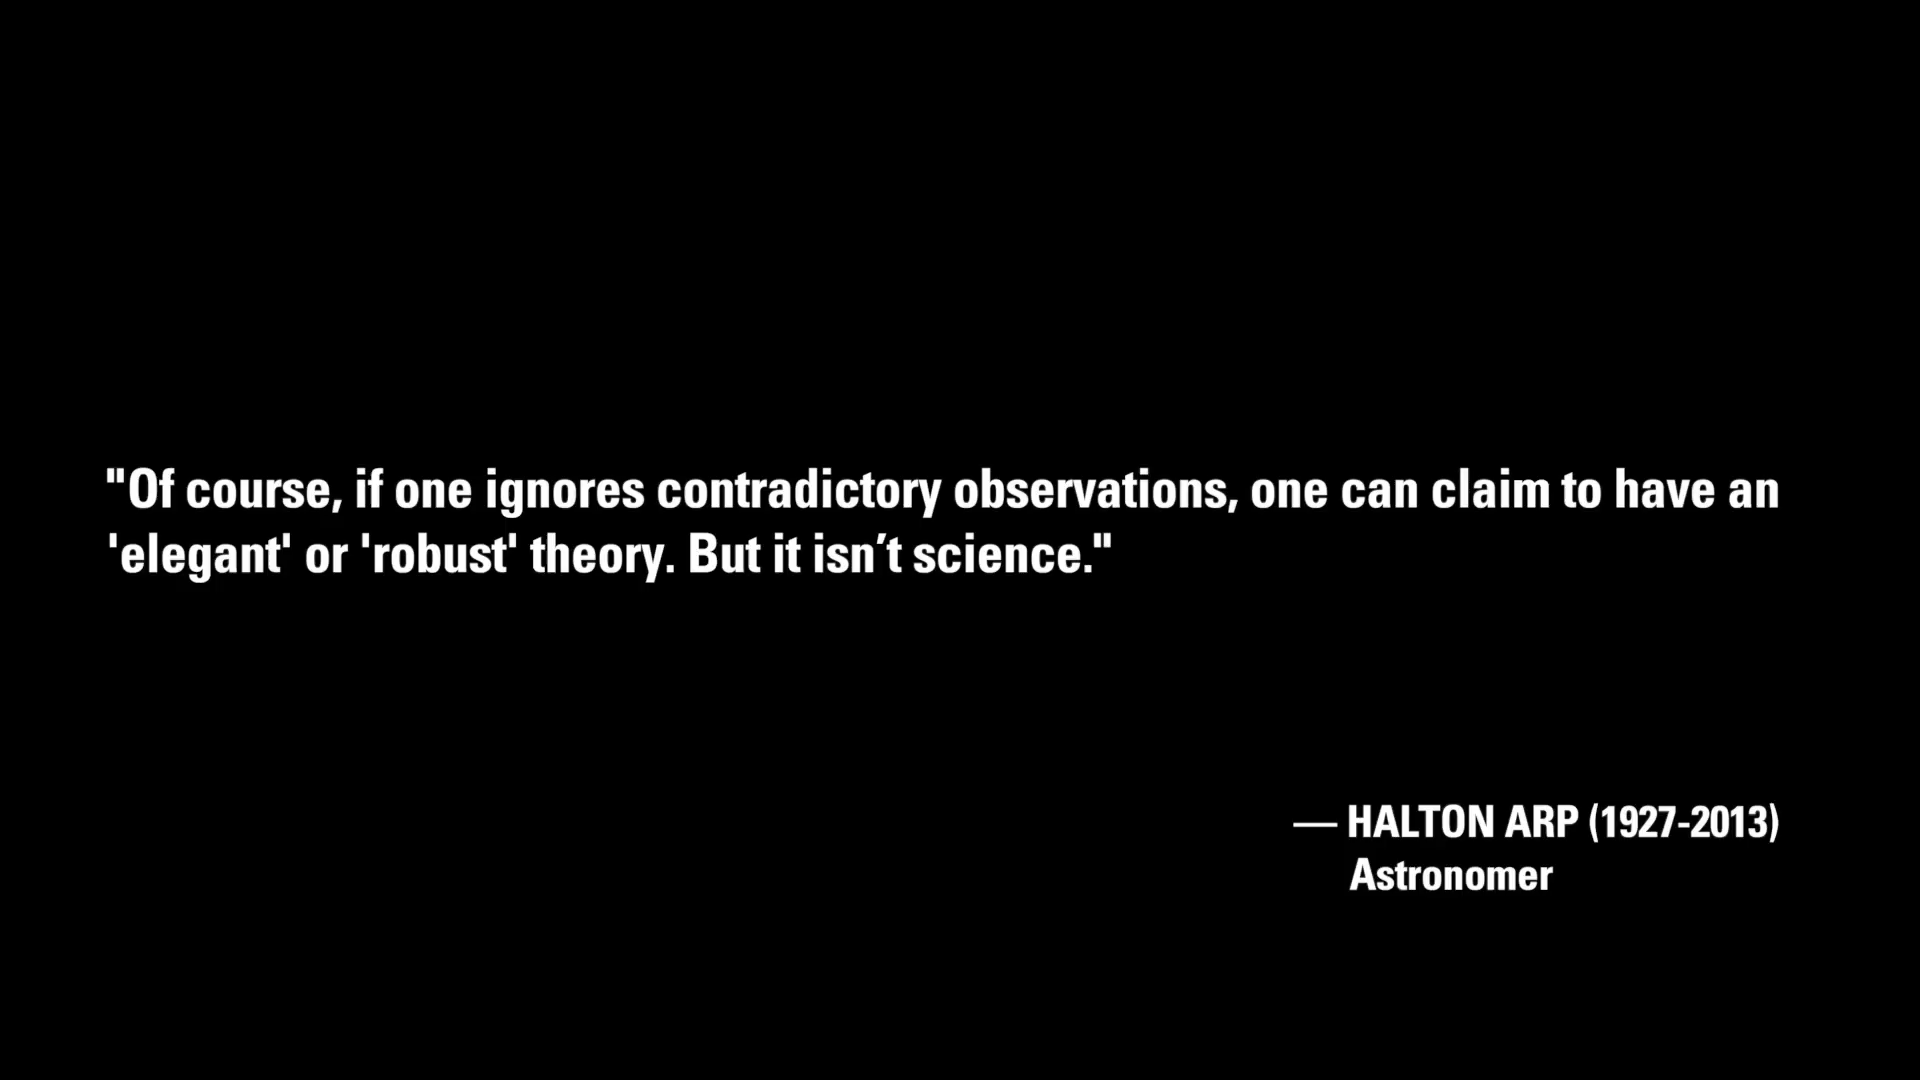 "Of course, if one ignores contradictory observations, one can claim to have an
'elegant' or 'robust' theory. But it isn’t science."
— HALTON ARP (1927-2013)
Astronomer